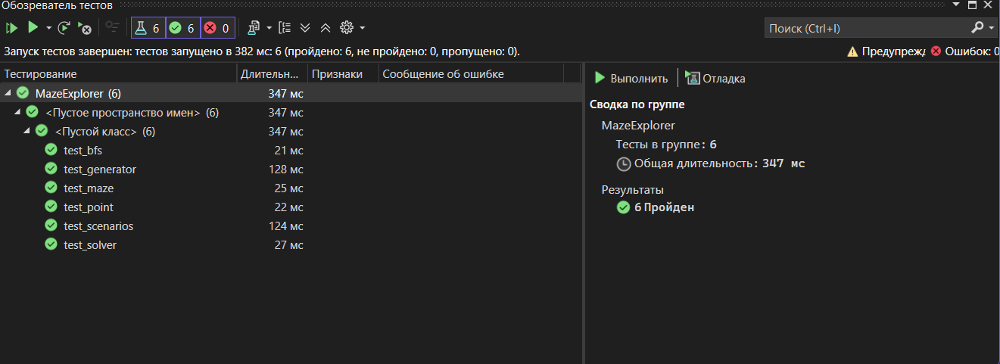 Обозреватель тестов
6 6 0
Поиск (Ctrl+I)
Запуск тестов завершен: тестов запущено в 382 мс: 6 (пройдено: 6, не пройдено: 0, пропущено: 0).
Предупрежд Ошибок: 0
Тестирование Длительн... Признаки Сообщение об ошибке
MazeExplorer (6) 347 мс
<Пустое пространство имен> (6) 347 мс
<Пустой класс> (6) 347 мс
test_bfs 21 мс
test_generator 128 мс
test_maze 25 мс
test_point 22 мс
test_scenarios 124 мс
test_solver 27 мс
Выполнить Отладка
Сводка по группе
MazeExplorer
Тесты в группе: 6
Общая длительность: 347 мс
Результаты
6 Пройден